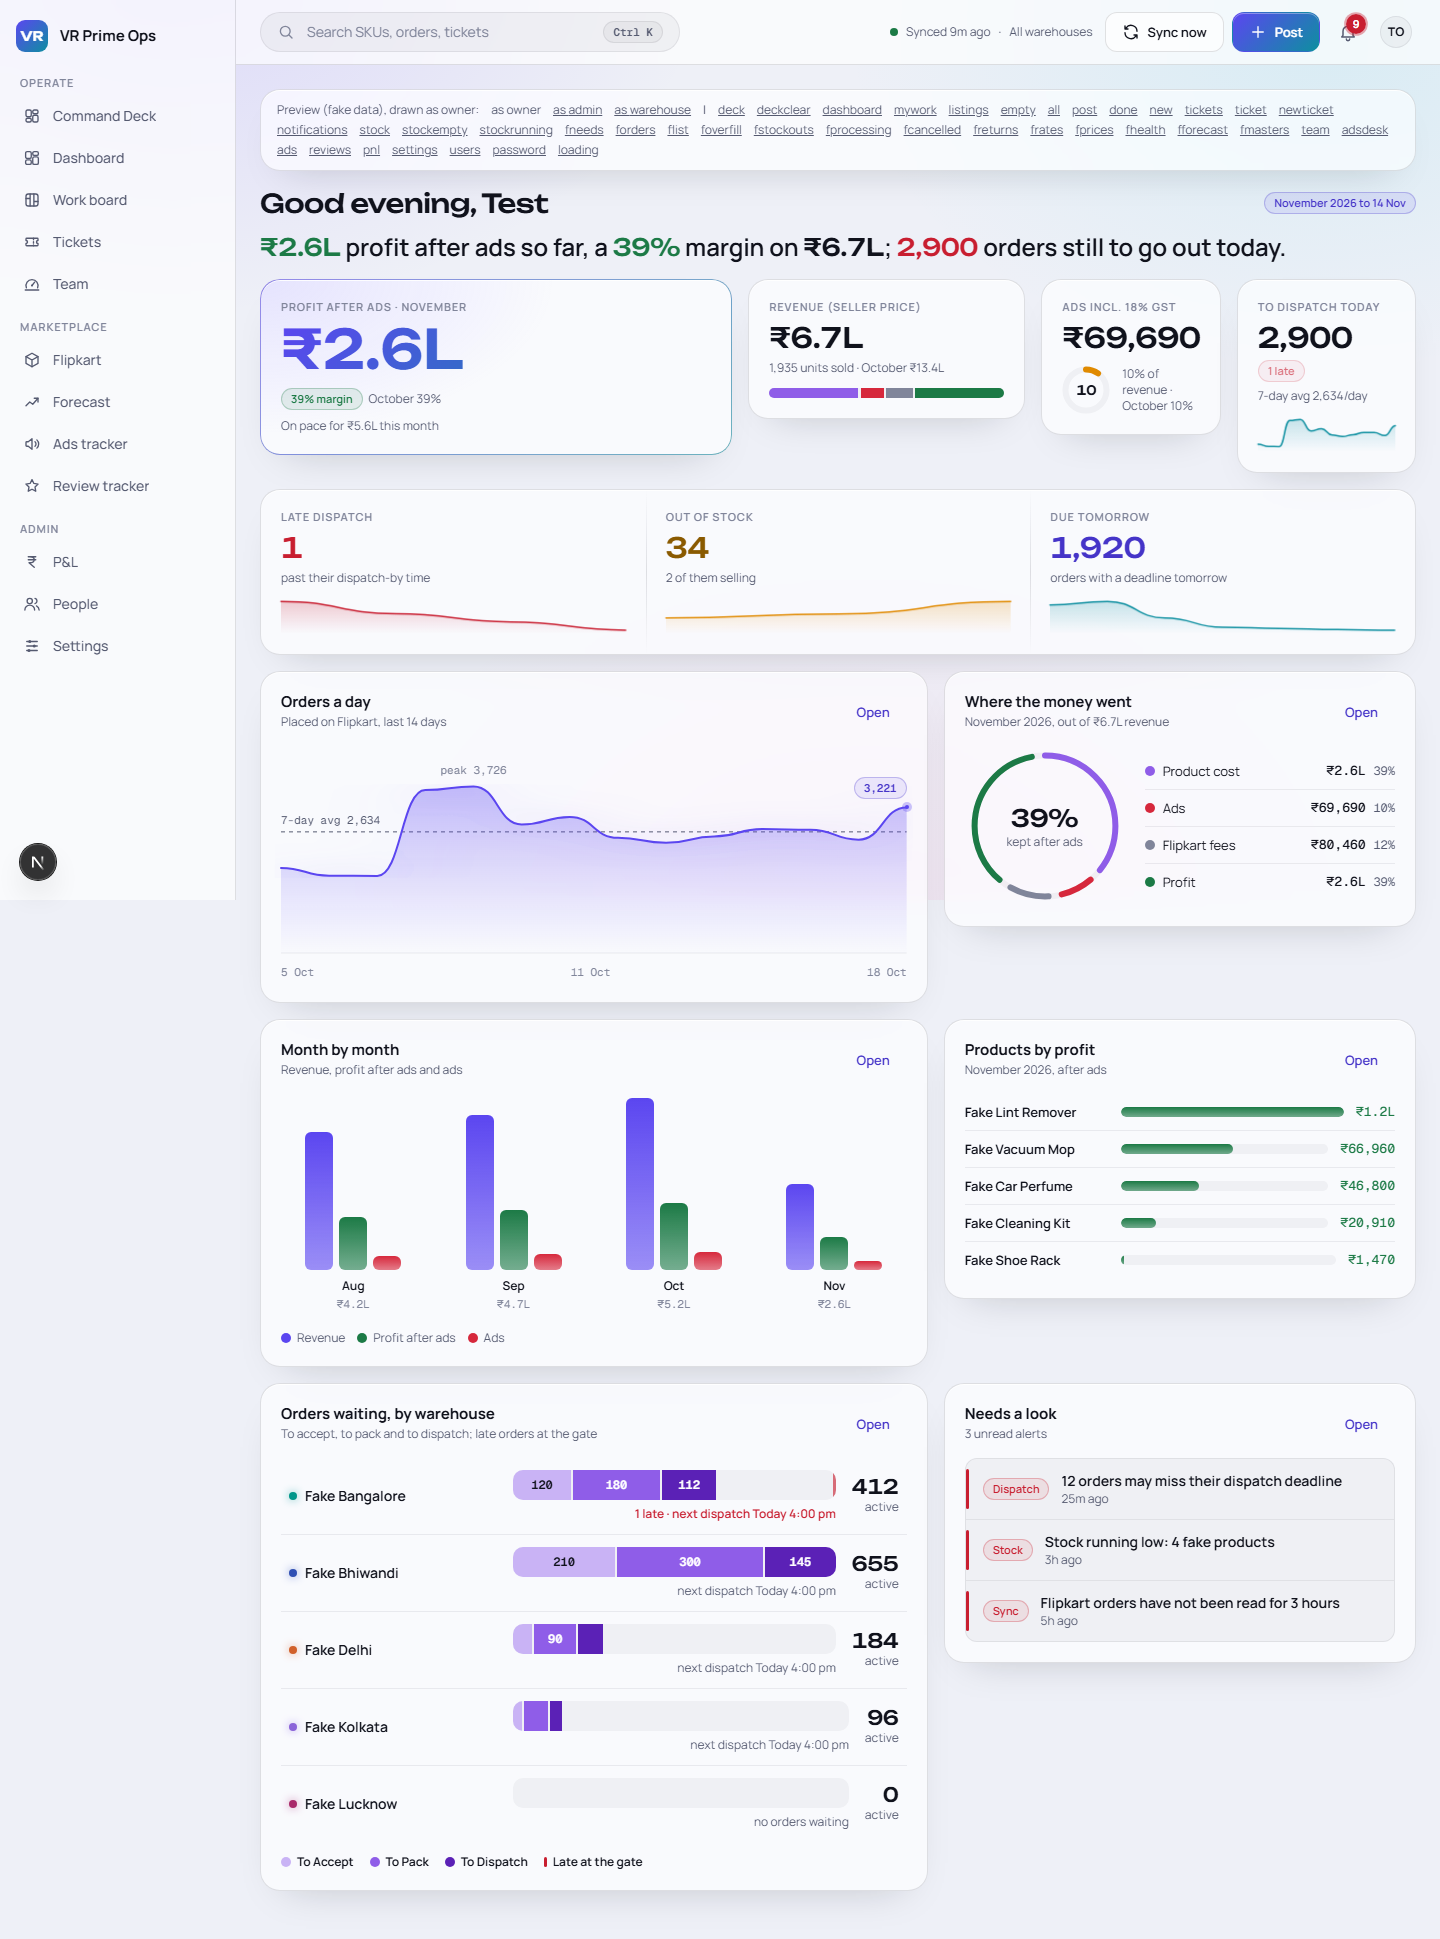 VR
VR Prime Ops
Search SKUs, orders, tickets
Ctrl K
Synced 9m ago · All warehouses
Sync now
Post
9
TO
OPERATE
Command Deck
Dashboard
Work board
Tickets
Team
MARKETPLACE
Flipkart
Forecast
Ads tracker
Review tracker
ADMIN
₹ P&L
People
Settings
N
Preview (fake data), drawn as owner: as owner as admin as warehouse | deck deckclear dashboard mywork listings empty all post done new tickets ticket newticket
notifications stock stockempty stockrunning fneeds forders flist foverfill fstockouts fprocessing fcancelled freturns frates fprices fhealth fforecast fmasters team adsdesk
ads reviews pnl settings users password loading
Good evening, Test
November 2026 to 14 Nov
₹2.6L profit after ads so far, a 39% margin on ₹6.7L; 2,900 orders still to go out today.
PROFIT AFTER ADS · NOVEMBER
₹2.6L
39% margin October 39%
On pace for ₹5.6L this month
REVENUE (SELLER PRICE)
₹6.7L
1,935 units sold · October ₹13.4L
ADS INCL. 18% GST
₹69,690
10
10% of
revenue ·
October 10%
TO DISPATCH TODAY
2,900
1 late
7-day avg 2,634/day
LATE DISPATCH
1
past their dispatch-by time
OUT OF STOCK
34
2 of them selling
DUE TOMORROW
1,920
orders with a deadline tomorrow
Orders a day
Placed on Flipkart, last 14 days
Open
peak 3,726
3,221
7-day avg 2,634
5 Oct
11 Oct
18 Oct
Where the money went
November 2026, out of ₹6.7L revenue
Open
39%
kept after ads
Product cost ₹2.6L 39%
Ads ₹69,690 10%
Flipkart fees ₹80,460 12%
Profit ₹2.6L 39%
Month by month
Revenue, profit after ads and ads
Open
Aug
₹4.2L
Sep
₹4.7L
Oct
₹5.2L
Nov
₹2.6L
Revenue Profit after ads Ads
Products by profit
November 2026, after ads
Open
Fake Lint Remover ₹1.2L
Fake Vacuum Mop ₹66,960
Fake Car Perfume ₹46,800
Fake Cleaning Kit ₹20,910
Fake Shoe Rack ₹1,470
Orders waiting, by warehouse
To accept, to pack and to dispatch; late orders at the gate
Open
Fake Bangalore 120 180 112 412
active
1 late · next dispatch Today 4:00 pm
Fake Bhiwandi 210 300 145 655
active
next dispatch Today 4:00 pm
Fake Delhi 90 184
active
next dispatch Today 4:00 pm
Fake Kolkata 96
active
next dispatch Today 4:00 pm
Fake Lucknow 0
active
no orders waiting
To Accept To Pack To Dispatch Late at the gate
Needs a look
3 unread alerts
Open
Dispatch 12 orders may miss their dispatch deadline
25m ago
Stock Stock running low: 4 fake products
3h ago
Sync Flipkart orders have not been read for 3 hours
5h ago